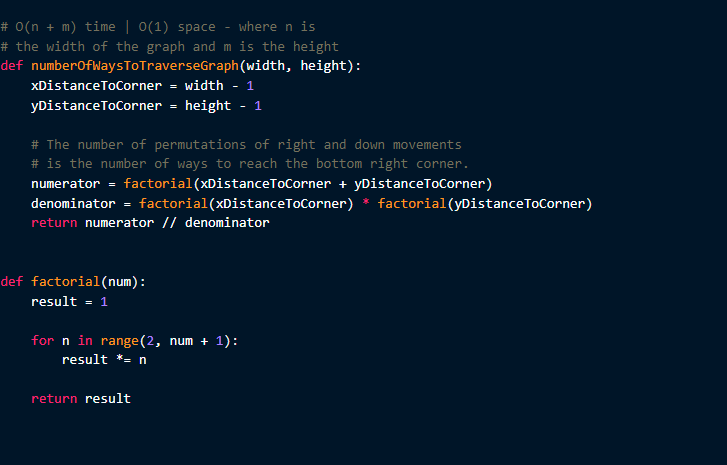 # O(n + m) time | O(1) space - where n is
# the width of the graph and m is the height
def numberOfWaysToTraverseGraph(width, height):
    xDistanceToCorner = width - 1
    yDistanceToCorner = height - 1

    # The number of permutations of right and down movements
    # is the number of ways to reach the bottom right corner.
    numerator = factorial(xDistanceToCorner + yDistanceToCorner)
    denominator = factorial(xDistanceToCorner) * factorial(yDistanceToCorner)
    return numerator // denominator


def factorial(num):
    result = 1

    for n in range(2, num + 1):
        result *= n

    return result